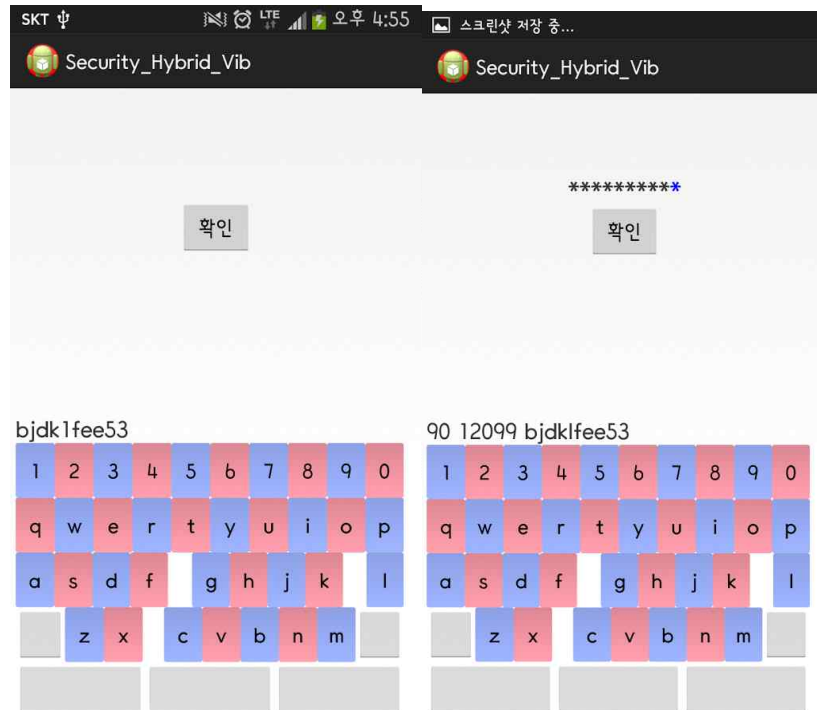 SKT LTE 오후 4:55
Security_Hybrid_Vib
확인
bjdk1fee53
1 2 3 4 5 6 7 8 9 0
q w e r t y u i o p
a s d f g h j k l
z x c v b n m
스크린샷 저장 중...
Security_Hybrid_Vib
**********
확인
90 12099 bjdklfee53
1 2 3 4 5 6 7 8 9 0
q w e r t y u i o p
a s d f g h j k l
z x c v b n m